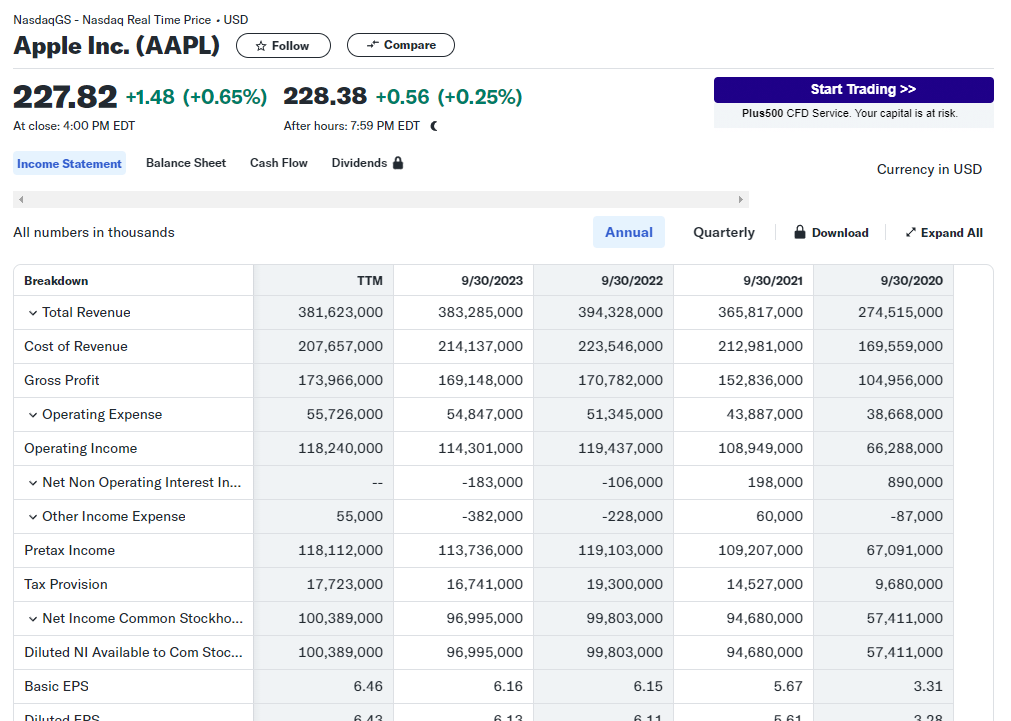 NasdaqGS - Nasdaq Real Time Price • USD
Apple Inc. (AAPL) Follow Compare
227.82 +1.48 (+0.65%) 228.38 +0.56 (+0.25%)
At close: 4:00 PM EDT After hours: 7:59 PM EDT
Start Trading >>
Plus500 CFD Service. Your capital is at risk.
Income Statement Balance Sheet Cash Flow Dividends
Currency in USD
All numbers in thousands Annual Quarterly Download Expand All
Breakdown TTM 9/30/2023 9/30/2022 9/30/2021 9/30/2020
Total Revenue 381,623,000 383,285,000 394,328,000 365,817,000 274,515,000
Cost of Revenue 207,657,000 214,137,000 223,546,000 212,981,000 169,559,000
Gross Profit 173,966,000 169,148,000 170,782,000 152,836,000 104,956,000
Operating Expense 55,726,000 54,847,000 51,345,000 43,887,000 38,668,000
Operating Income 118,240,000 114,301,000 119,437,000 108,949,000 66,288,000
Net Non Operating Interest In... -- -183,000 -106,000 198,000 890,000
Other Income Expense 55,000 -382,000 -228,000 60,000 -87,000
Pretax Income 118,112,000 113,736,000 119,103,000 109,207,000 67,091,000
Tax Provision 17,723,000 16,741,000 19,300,000 14,527,000 9,680,000
Net Income Common Stockho... 100,389,000 96,995,000 99,803,000 94,680,000 57,411,000
Diluted NI Available to Com Stoc... 100,389,000 96,995,000 99,803,000 94,680,000 57,411,000
Basic EPS 6.46 6.16 6.15 5.67 3.31
Diluted EPS 6.43 6.13 6.11 5.61 3.28